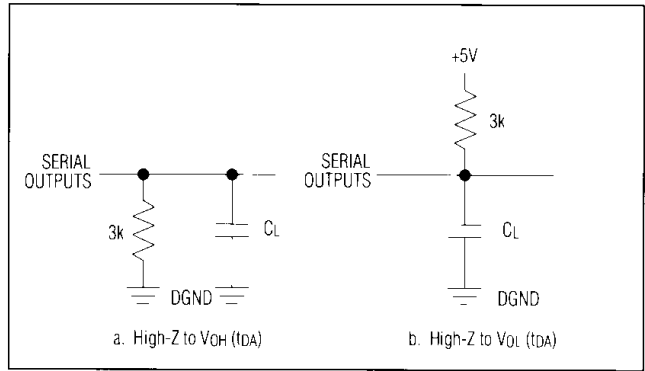 +5V
3k
SERIAL
OUTPUTS
3k
CL
DGND
a. High-Z to VOH (tDA)
SERIAL
OUTPUTS
CL
DGND
b. High-Z to VOL (tDA)